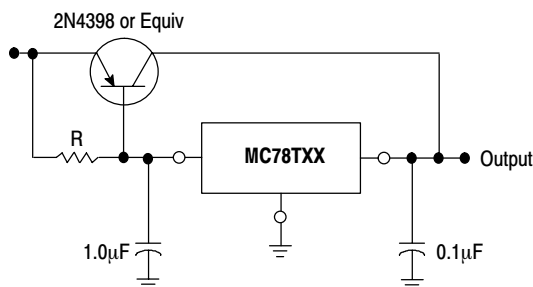 2N4398 or Equiv
R
MC78TXX
Output
1.0μF
0.1μF